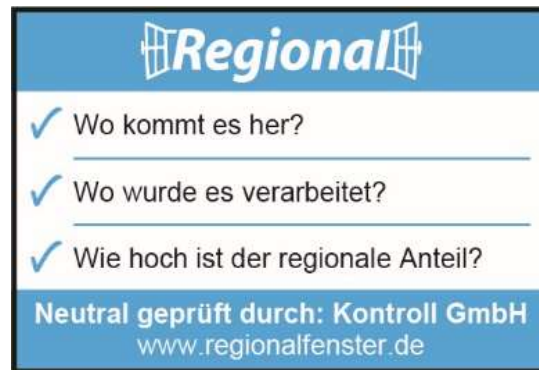 Regional
Wo kommt es her?
Wo wurde es verarbeitet?
Wie hoch ist der regionale Anteil?
Neutral geprüft durch: Kontroll GmbH
www.regionalfenster.de